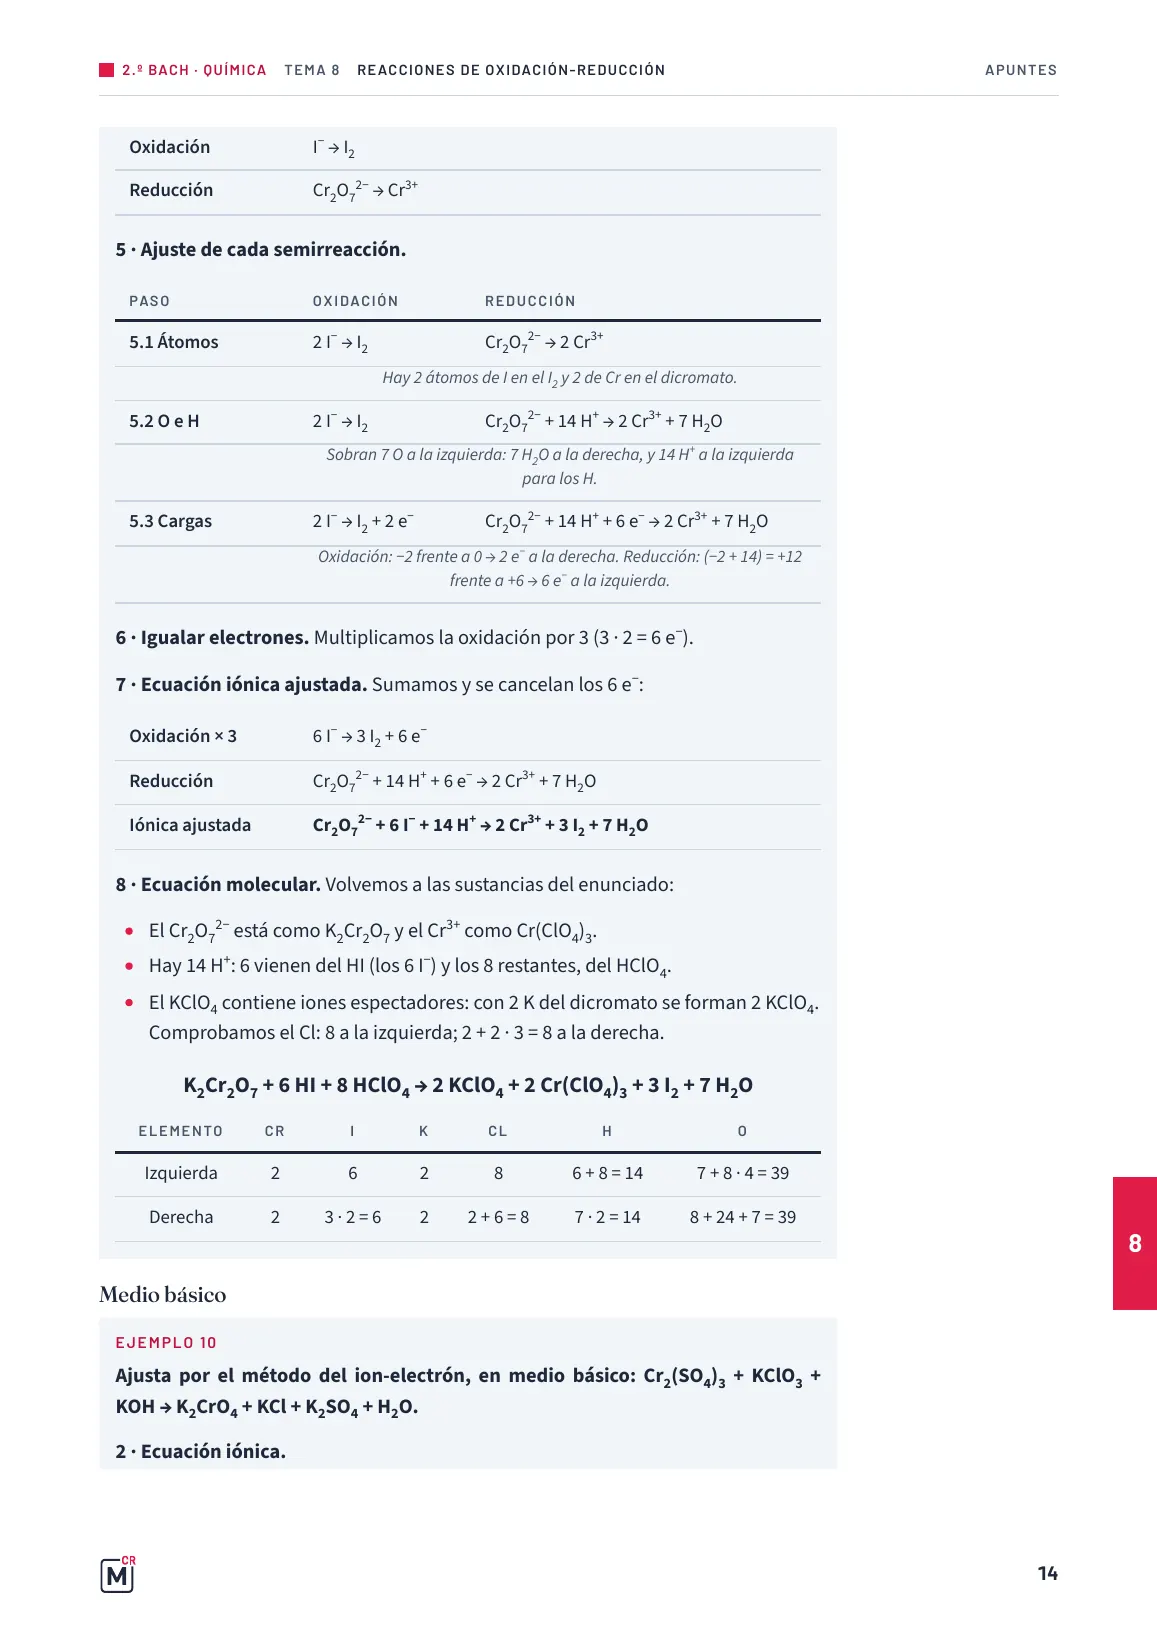 2.º BACH · QUÍMICA TEMA 8 REACCIONES DE OXIDACIÓN-REDUCCIÓN APUNTES
Oxidación I⁻ → I₂
Reducción Cr₂O₇²⁻ → Cr³⁺
5 · Ajuste de cada semirreacción.
PASO OXIDACIÓN REDUCCIÓN
5.1 Átomos 2 I⁻ → I₂ Cr₂O₇²⁻ → 2 Cr³⁺
Hay 2 átomos de I en el I₂ y 2 de Cr en el dicromato.
5.2 O e H 2 I⁻ → I₂ Cr₂O₇²⁻ + 14 H⁺ → 2 Cr³⁺ + 7 H₂O
Sobran 7 O a la izquierda: 7 H₂O a la derecha, y 14 H⁺ a la izquierda
para los H.
5.3 Cargas 2 I⁻ → I₂ + 2 e⁻ Cr₂O₇²⁻ + 14 H⁺ + 6 e⁻ → 2 Cr³⁺ + 7 H₂O
Oxidación: −2 frente a 0 → 2 e⁻ a la derecha. Reducción: (−2 + 14) = +12
frente a +6 → 6 e⁻ a la izquierda.
6 · Igualar electrones. Multiplicamos la oxidación por 3 (3 · 2 = 6 e⁻).
7 · Ecuación iónica ajustada. Sumamos y se cancelan los 6 e⁻:
Oxidación × 3 6 I⁻ → 3 I₂ + 6 e⁻
Reducción Cr₂O₇²⁻ + 14 H⁺ + 6 e⁻ → 2 Cr³⁺ + 7 H₂O
Iónica ajustada Cr₂O₇²⁻ + 6 I⁻ + 14 H⁺ → 2 Cr³⁺ + 3 I₂ + 7 H₂O
8 · Ecuación molecular. Volvemos a las sustancias del enunciado:
• El Cr₂O₇²⁻ está como K₂Cr₂O₇ y el Cr³⁺ como Cr(ClO₄)₃.
• Hay 14 H⁺: 6 vienen del HI (los 6 I⁻) y los 8 restantes, del HClO₄.
• El KClO₄ contiene iones espectadores: con 2 K del dicromato se forman 2 KClO₄.
Comprobamos el Cl: 8 a la izquierda; 2 + 2 · 3 = 8 a la derecha.
K₂Cr₂O₇ + 6 HI + 8 HClO₄ → 2 KClO₄ + 2 Cr(ClO₄)₃ + 3 I₂ + 7 H₂O
ELEMENTO CR I K CL H O
Izquierda 2 6 2 8 6 + 8 = 14 7 + 8 · 4 = 39
Derecha 2 3 · 2 = 6 2 2 + 6 = 8 7 · 2 = 14 8 + 24 + 7 = 39
8
Medio básico
EJEMPLO 10
Ajusta por el método del ion-electrón, en medio básico: Cr₂(SO₄)₃ + KClO₃ +
KOH → K₂CrO₄ + KCl + K₂SO₄ + H₂O.
2 · Ecuación iónica.
M CR
14